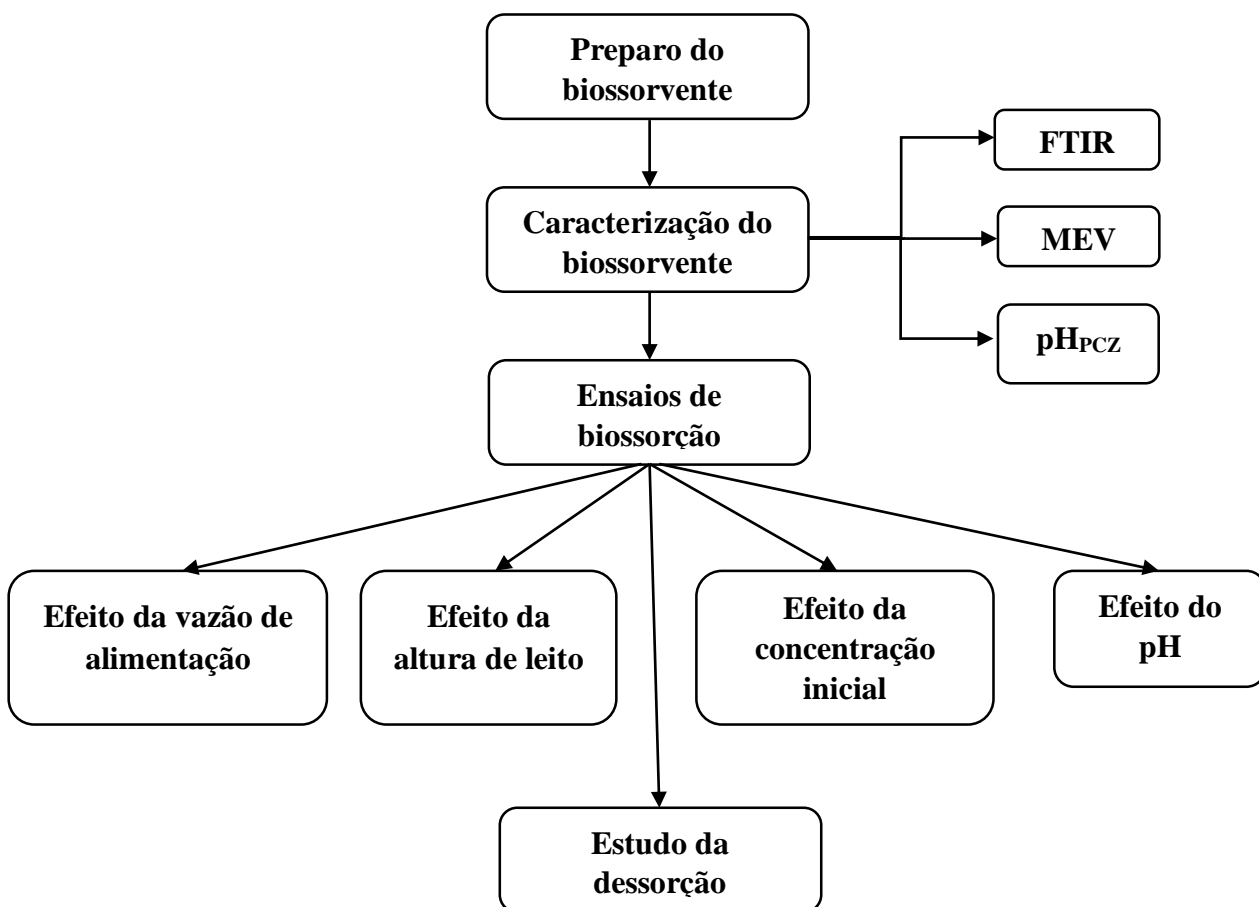 Preparo do
biossorvente
FTIR
Caracterização do
biossorvente
MEV
pHPCZ
Ensaios de
biossorção
Efeito da vazão de
alimentação
Efeito da
altura de leito
Efeito da
concentração
inicial
Efeito do
pH
Estudo da
dessorção